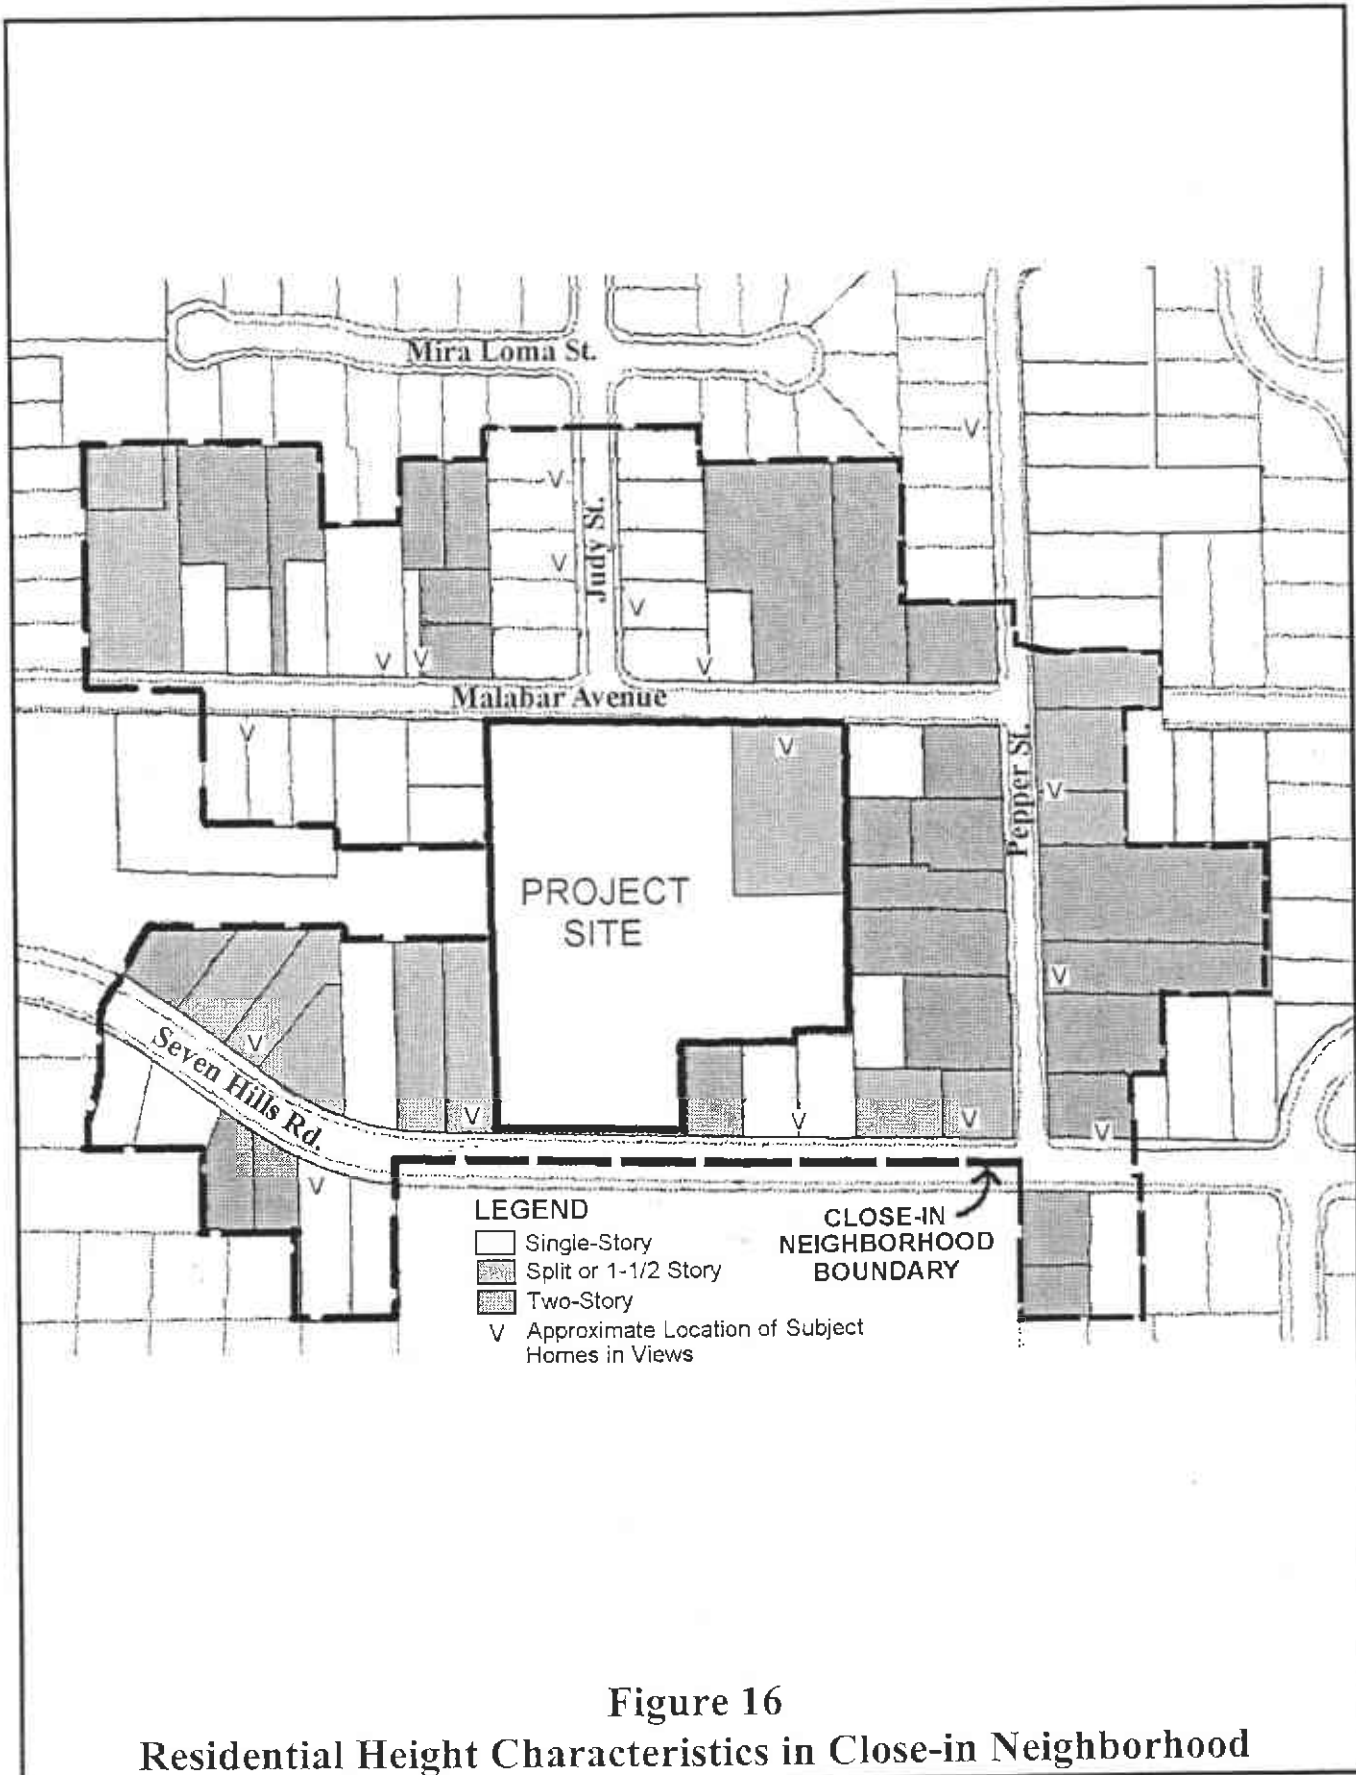 Mira Loma St.
V
V
Judy St.
V
V
V
V
V
Malabar Avenue
V
V
Pepper St.
V
PROJECT
SITE
V
V
Seven Hills Rd.
V
V
V
V
V
LEGEND
Single-Story
Split or 1-1/2 Story
Two-Story
V Approximate Location of Subject
Homes in Views
CLOSE-IN
NEIGHBORHOOD
BOUNDARY
Figure 16
Residential Height Characteristics in Close-in Neighborhood